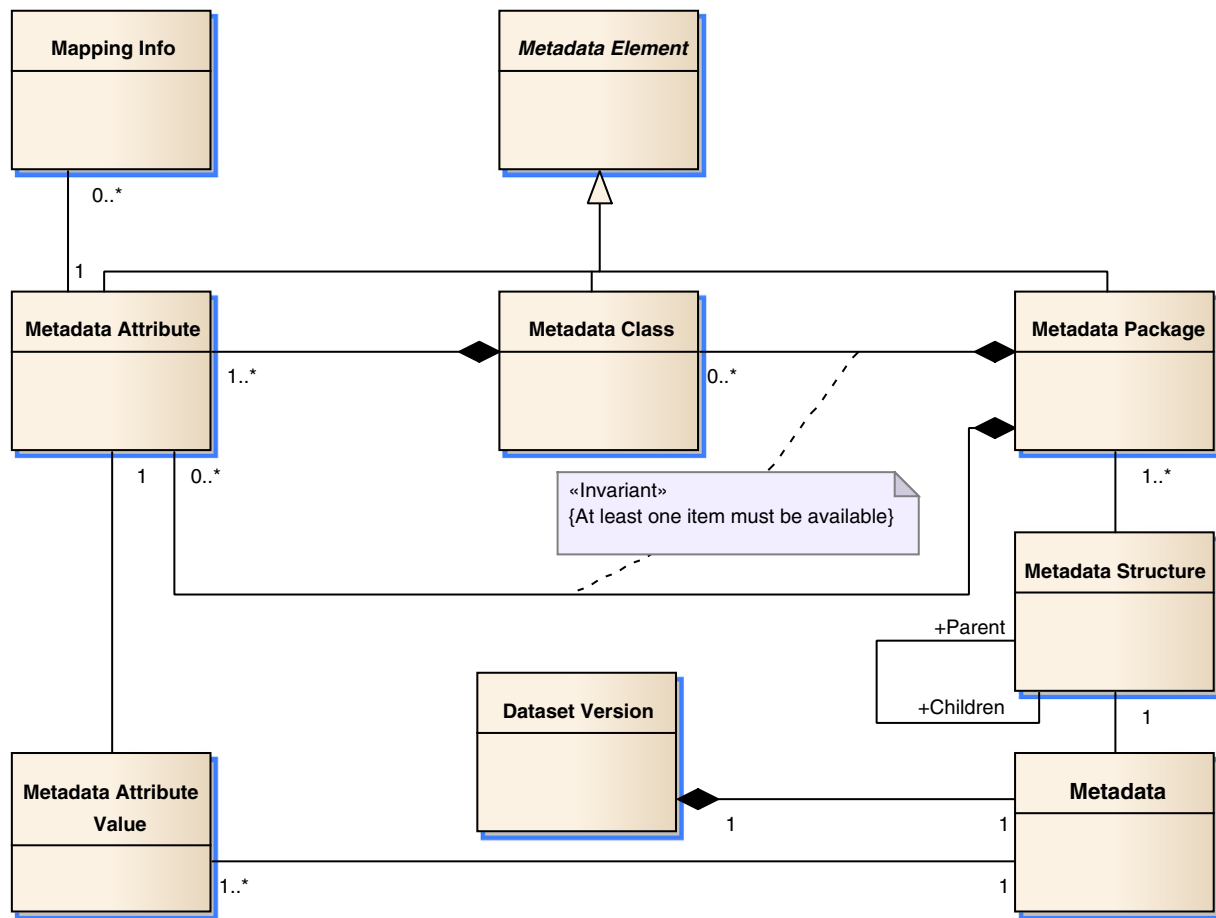 Mapping Info
Metadata Element
0..*
1
Metadata Attribute
Metadata Class
Metadata Package
1..*
0..*
1
0..*
1..*
«Invariant»
{At least one item must be available}
Metadata Structure
+Parent
+Children
1
Dataset Version
Metadata Attribute
Value
Metadata
1
1
1..*
1